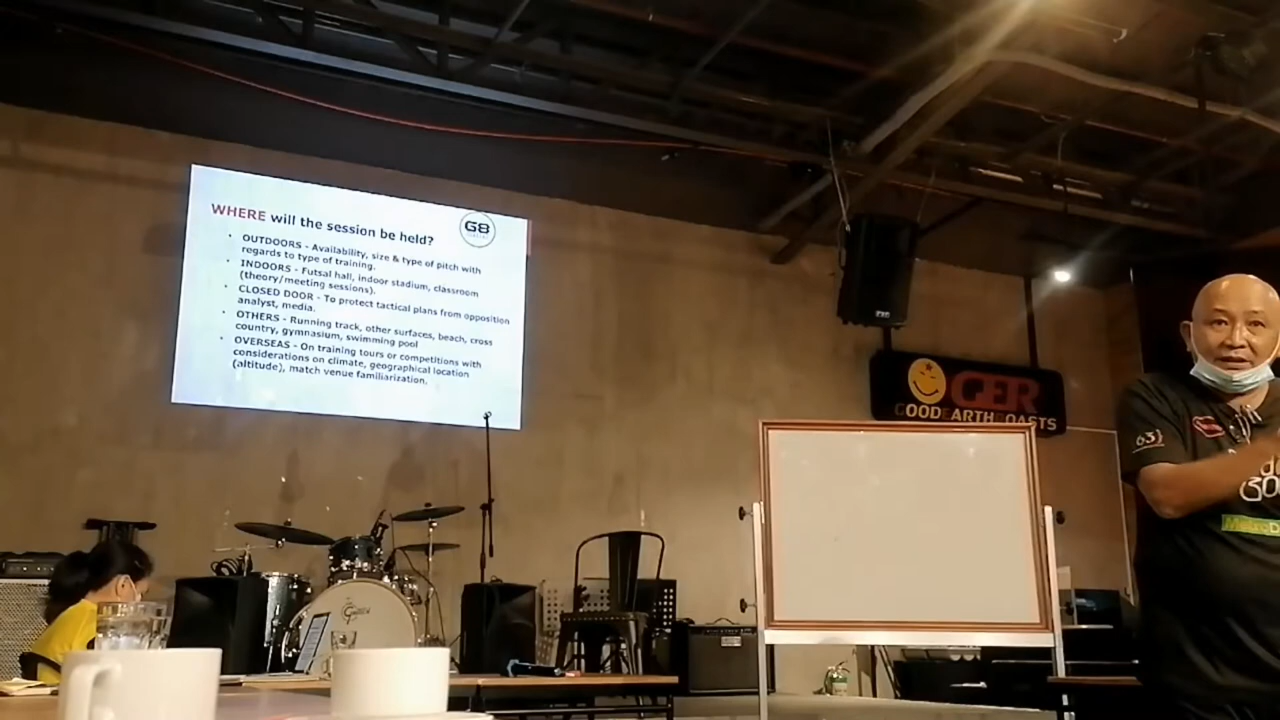 WHERE will the session be held?
G8
• OUTDOORS - Availability, size & type of pitch with
regards to type of training.
• INDOORS - Futsal hall, indoor stadium, classroom
(theory/meeting sessions).
• CLOSED DOOR - To protect tactical plans from opposition
analyst, media.
• OTHERS - Running track, other surfaces, beach, cross
country, gymnasium, swimming pool
• OVERSEAS - On training tours or competitions with
considerations on climate, geographical location
(altitude), match venue familiarization.
GER
GOODEARTHROASTS
63)
Gretsch